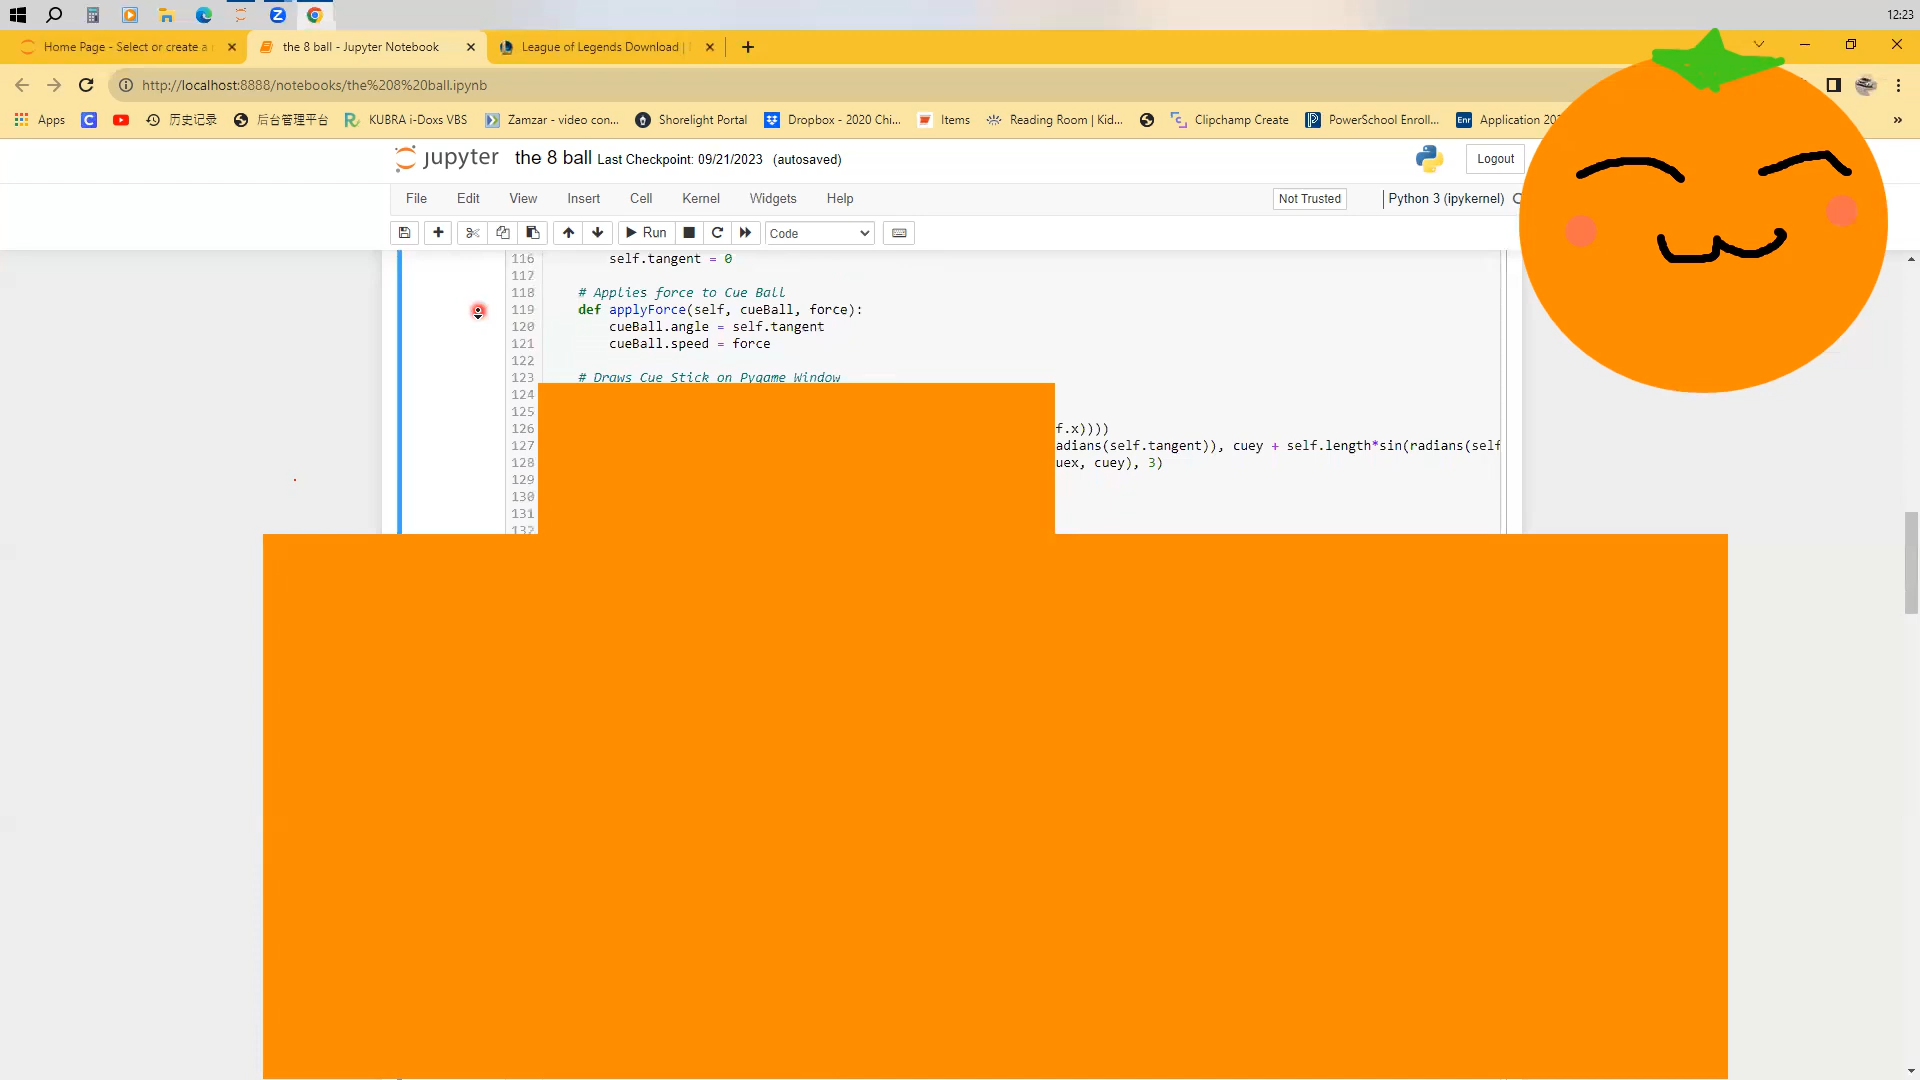 12:23
Home Page - Select or create a
the 8 ball - Jupyter Notebook
League of Legends Download |
http://localhost:8888/notebooks/the%208%20ball.ipynb
Apps
历史记录
后台管理平台
KUBRA i-Doxs VBS
Zamzar - video con...
Shorelight Portal
Dropbox - 2020 Chi...
Items
Reading Room | Kid...
Clipchamp Create
PowerSchool Enroll...
Enr
Application 202
»
jupyter
the 8 ball Last Checkpoint: 09/21/2023 (autosaved)
Logout
File Edit View Insert Cell Kernel Widgets Help
Not Trusted
Python 3 (ipykernel)
Run
Code
116 self.tangent = 0
117
118 # Applies force to Cue Ball
119 def applyForce(self, cueBall, force):
120 cueBall.angle = self.tangent
121 cueBall.speed = force
122
123 # Draws Cue Stick on Pygame Window
124
125
126 f.x))))
127 adians(self.tangent)), cuey + self.length*sin(radians(self
128 uex, cuey), 3)
129
130
131
132